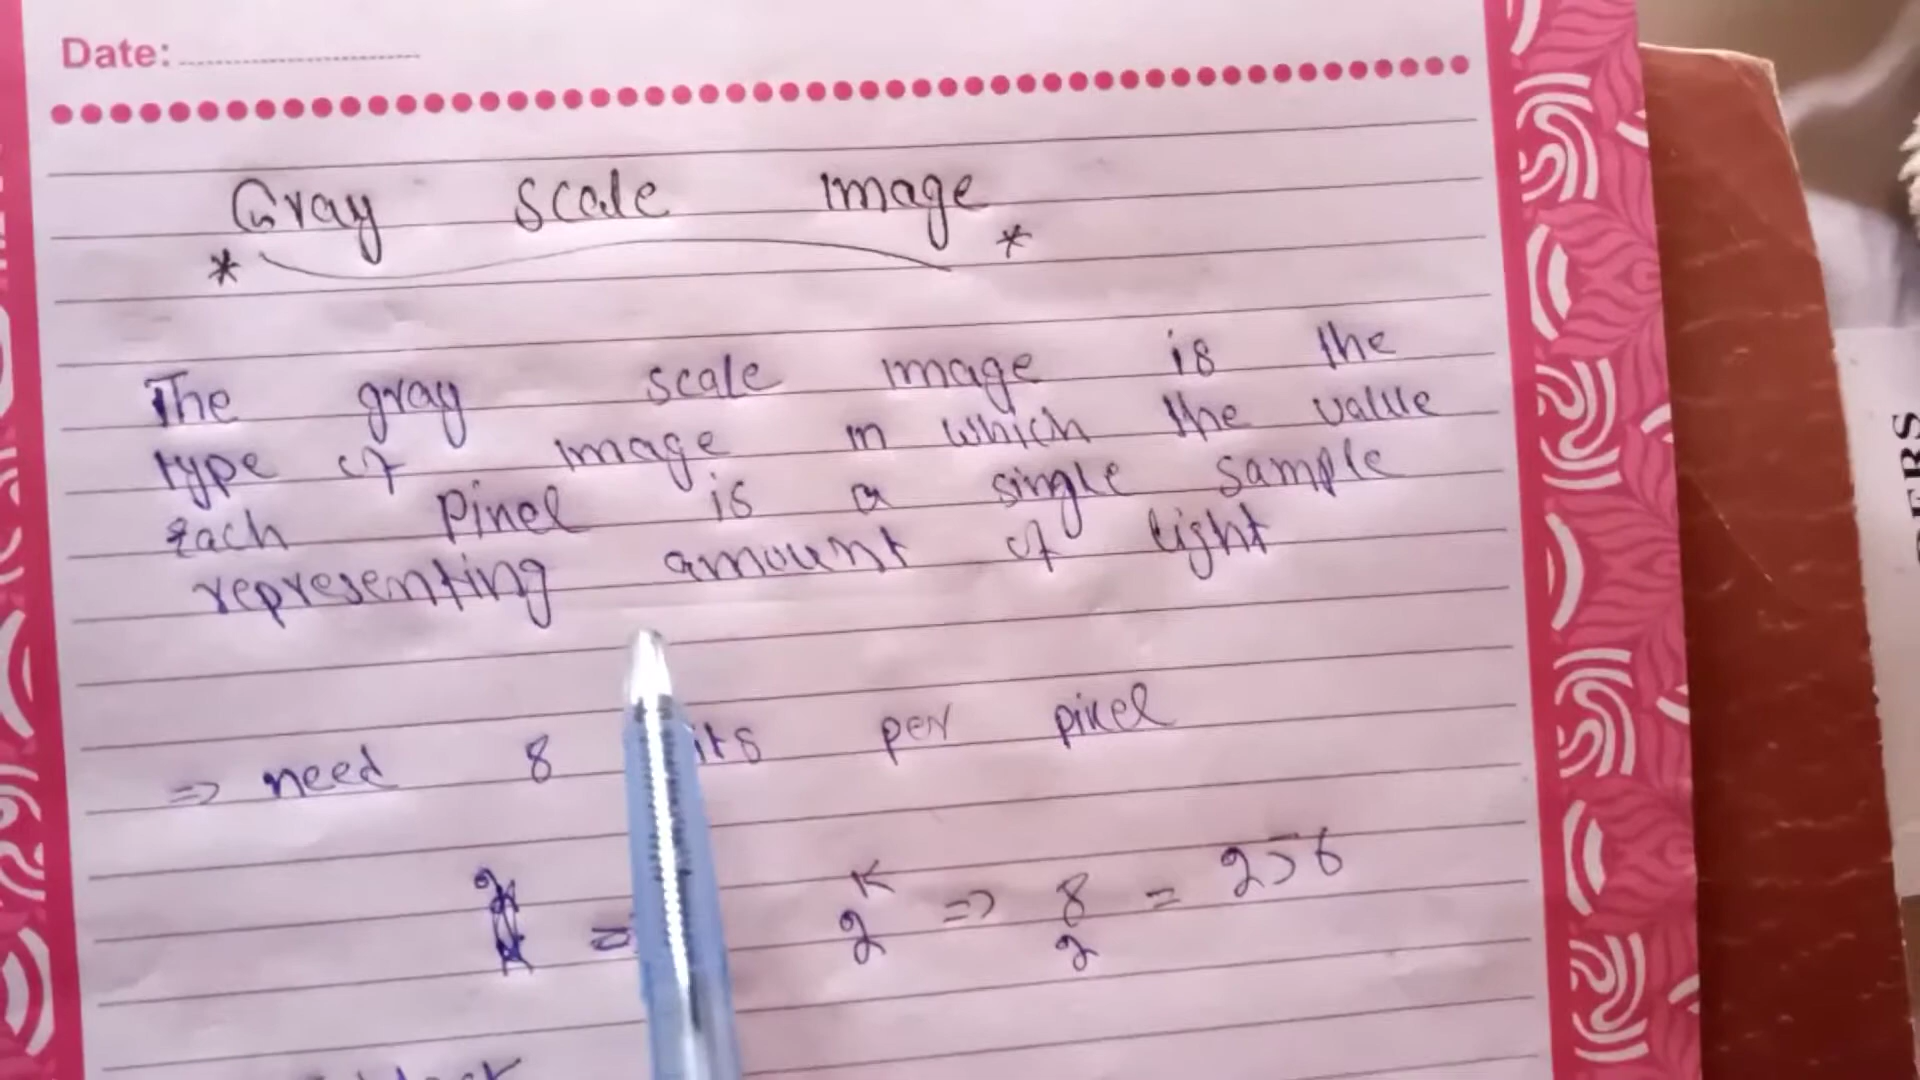 Date:
Gray scale image
* *
The gray scale image is the
type of image in which the value
each Pixel is a single sample
representing amount of light
=> need 8 its per pixel
= 2^K => 2^8 = 256